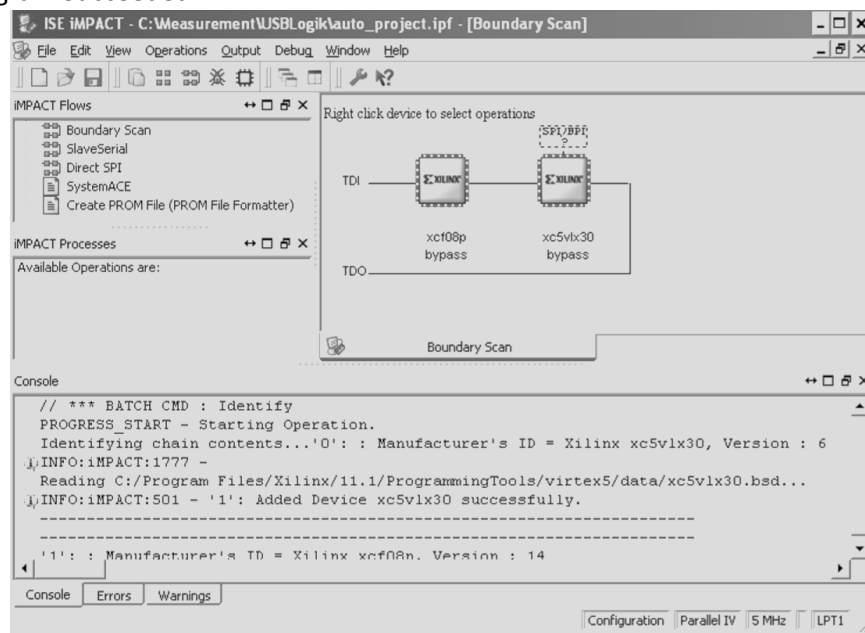 ISE iMPACT - C:\Measurement\USBLogik\auto_project.ipf - [Boundary Scan]
File Edit View Operations Output Debug Window Help
iMPACT Flows
Boundary Scan
SlaveSerial
Direct SPI
SystemACE
Create PROM File (PROM File Formatter)
iMPACT Processes
Available Operations are:
Right click device to select operations
SPI/BPI
?
TDI
XILINX
XILINX
xcf08p
bypass
xc5vlx30
bypass
TDO
Boundary Scan
Console
// *** BATCH CMD : Identify
PROGRESS_START - Starting Operation.
Identifying chain contents...'0': : Manufacturer's ID = Xilinx xc5vlx30, Version : 6
INFO:iMPACT:1777 -
Reading C:/Program Files/Xilinx/11.1/ProgrammingTools/virtex5/data/xc5vlx30.bsd...
INFO:iMPACT:501 - '1': Added Device xc5vlx30 successfully.
----------------------------------------------------------------------
----------------------------------------------------------------------
'1': : Manufacturer's ID = Xilinx xcf08p, Version : 14
Console Errors Warnings
Configuration Parallel IV 5 MHz LPT1